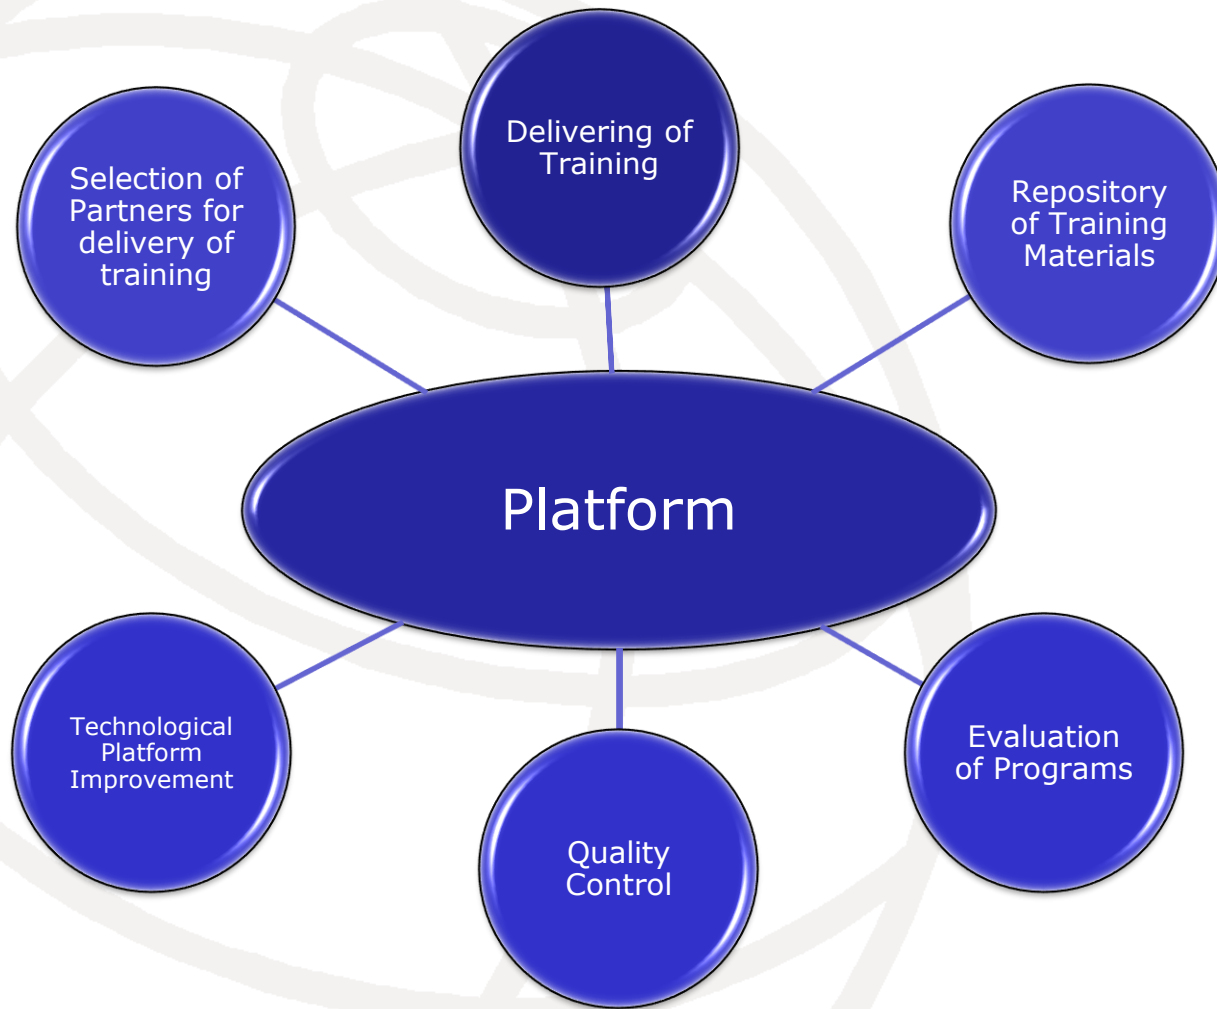 Delivering of
Training
Selection of
Partners for
delivery of
training
Repository
of Training
Materials
Platform
Technological
Platform
Improvement
Evaluation
of Programs
Quality
Control